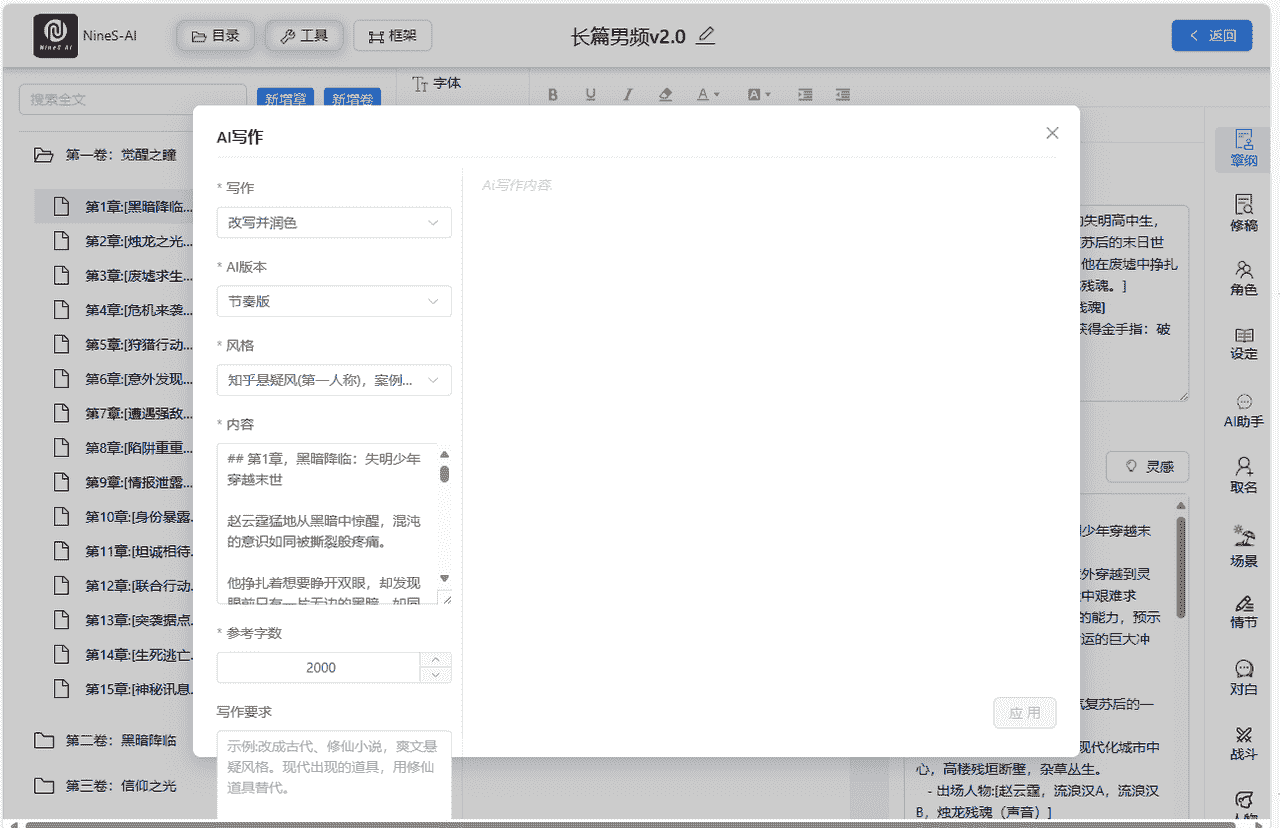 NineS AI
NineS-AI
目录
工具
框架
长篇男频v2.0
返回
搜索全文
新增章
新增卷
字体
B
U
I
A
A
第一卷：觉醒之瞳
第1章:[黑暗降临...
第2章:[烛龙之光...
第3章:[废墟求生...
第4章:[危机来袭...
第5章:[狩猎行动...
第6章:[意外发现...
第7章:[遭遇强敌...
第8章:[陷阱重重...
第9章:[情报泄露...
第10章:[身份暴露.
第11章:[坦诚相待.
第12章:[联合行动.
第13章:[突袭据点.
第14章:[生死逃亡.
第15章:[神秘讯息.
第二卷：黑暗降临
第三卷：信仰之光
AI写作
* 写作
改写并润色
* AI版本
节奏版
* 风格
知乎悬疑风(第一人称)，案例...
* 内容
## 第1章，黑暗降临：失明少年
穿越末世
赵云霆猛地从黑暗中惊醒，混沌
的意识如同被撕裂般疼痛。
他挣扎着想要睁开双眼，却发现
眼前只有一片无边的黑暗，如同
* 参考字数
2000
写作要求
示例:改成古代、修仙小说，爽文悬
疑风格。现代出现的道具，用修仙
道具替代。
Ai写作内容
应用
失明高中生，
苏后的末日世
他在废墟中挣扎
残魂。]
残魂]
获得金手指：破
灵感
少年穿越末
外穿越到灵
中艰难求
的能力，预示
运的巨大冲
气复苏后的一
现代化城市中
心，高楼残垣断壁，杂草丛生。
- 出场人物:[赵云霆，流浪汉A，流浪汉
B，烛龙残魂（声音）]
章纲
修稿
角色
设定
AI助手
取名
场景
情节
对白
战斗
人物